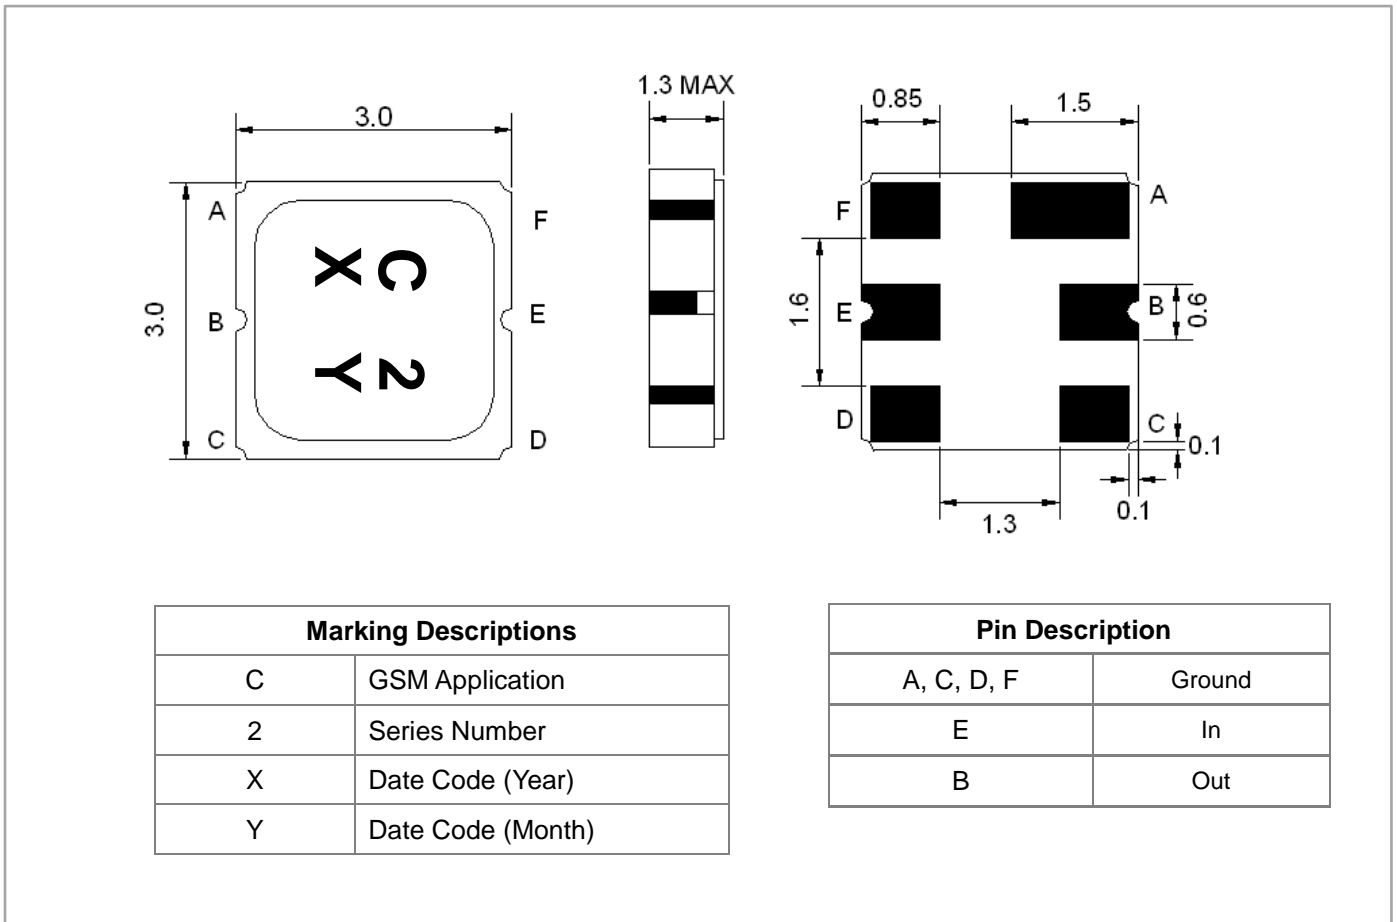 3.0
3.0
A
B
C
F
E
D
C 2
X Y
1.3 MAX
0.85
1.5
F
E
D
A
B
C
1.6
0.6
0.1
0.1
1.3
Marking Descriptions
C GSM Application
2 Series Number
X Date Code (Year)
Y Date Code (Month)
Pin Description
A, C, D, F Ground
E In
B Out